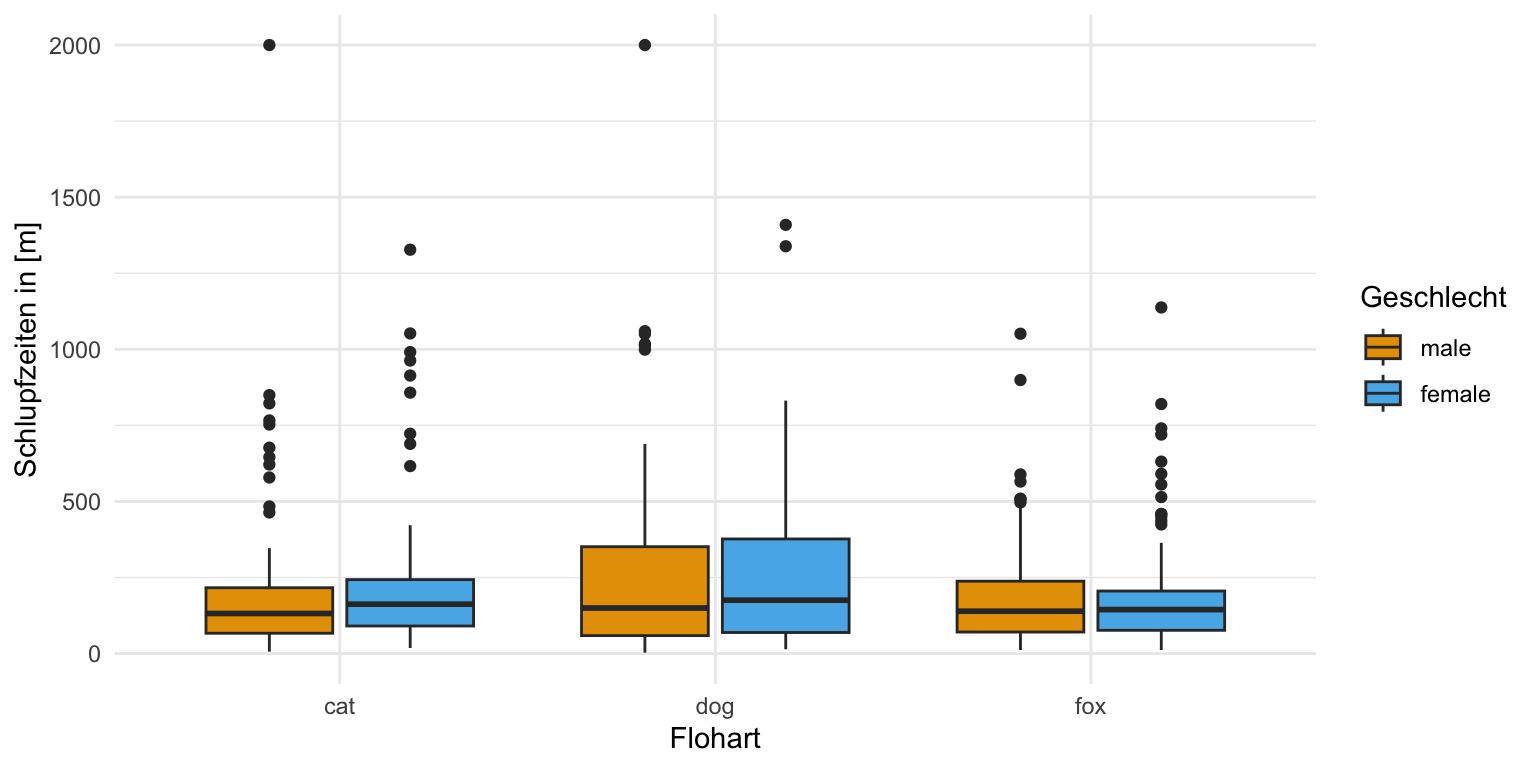 Schlupfzeiten in [m]
2000
1500
1000
500
0
cat dog fox
Flohart
Geschlecht
male
female